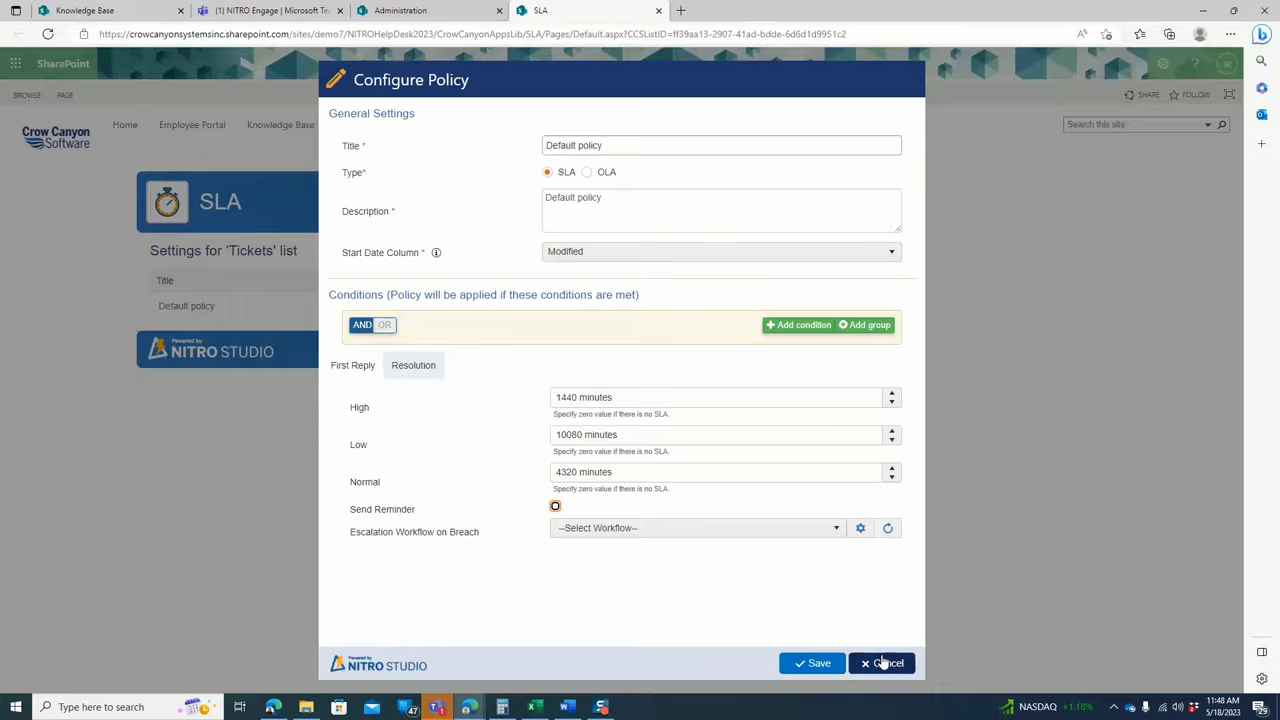 Knowledge Base
(1) NITRO Engage | Microsoft Te
Administration
SLA
https://crowcanyonsystemsinc.sharepoint.com/sites/demo7/NITROHelpDesk2023/CrowCanyonAppsLib/SLA/Pages/Default.aspx?CCSListID=ff39aa13-2907-41ad-bdde-6d6d1d9951c2
SharePoint
BROWSE PAGE
SHARE FOLLOW
Crow Canyon
Software
Home Employee Portal Knowledge Base
Search this site
SLA
Settings for 'Tickets' list
Title
Default policy
Powered by
NITRO STUDIO
Configure Policy
General Settings
Title * Default policy
Type* SLA OLA
Description * Default policy
Start Date Column * Modified
Conditions (Policy will be applied if these conditions are met)
AND OR Add condition Add group
First Reply Resolution
High 1440 minutes
Specify zero value if there is no SLA.
Low 10080 minutes
Specify zero value if there is no SLA.
Normal 4320 minutes
Specify zero value if there is no SLA.
Send Reminder
Escalation Workflow on Breach --Select Workflow--
Powered by
NITRO STUDIO
Save Cancel
Type here to search
47
NASDAQ +1.18%
11:48 AM
5/18/2023